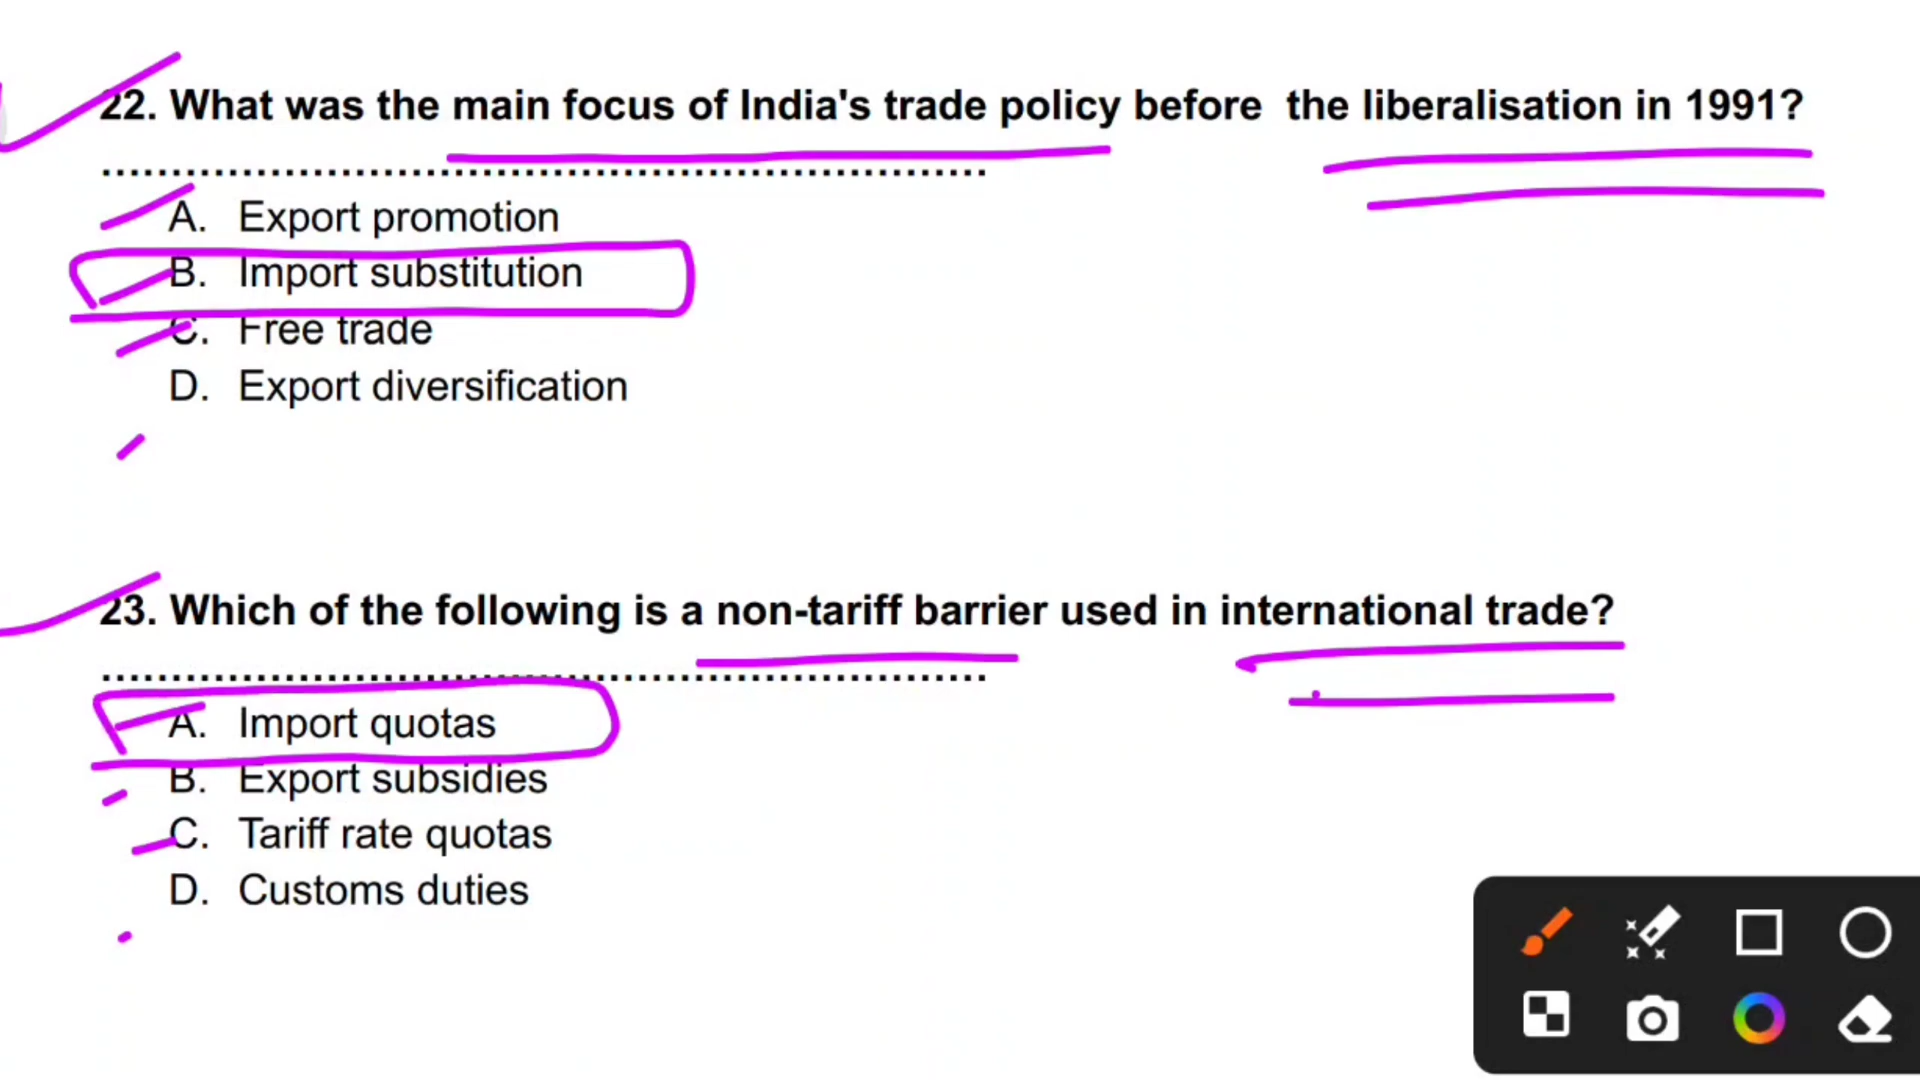 22. What was the main focus of India's trade policy before the liberalisation in 1991?
...............................................................
A. Export promotion
B. Import substitution
C. Free trade
D. Export diversification
23. Which of the following is a non-tariff barrier used in international trade?
...............................................................
A. Import quotas
B. Export subsidies
C. Tariff rate quotas
D. Customs duties